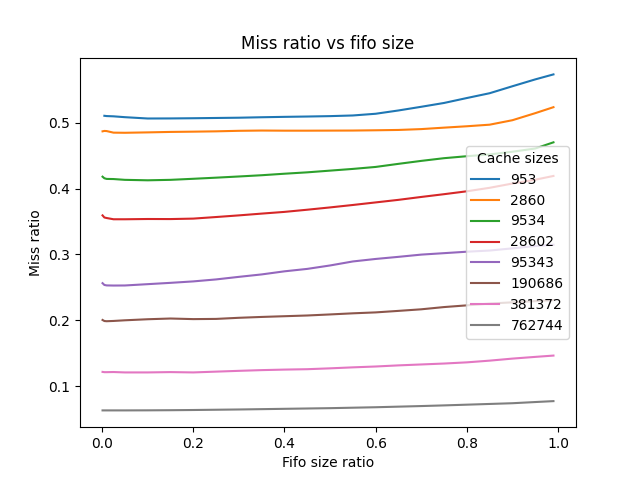 Miss ratio vs fifo size
Miss ratio
0.5
0.4
0.3
0.2
0.1
Cache sizes
953
2860
9534
28602
95343
190686
381372
762744
0.0 0.2 0.4 0.6 0.8 1.0
Fifo size ratio